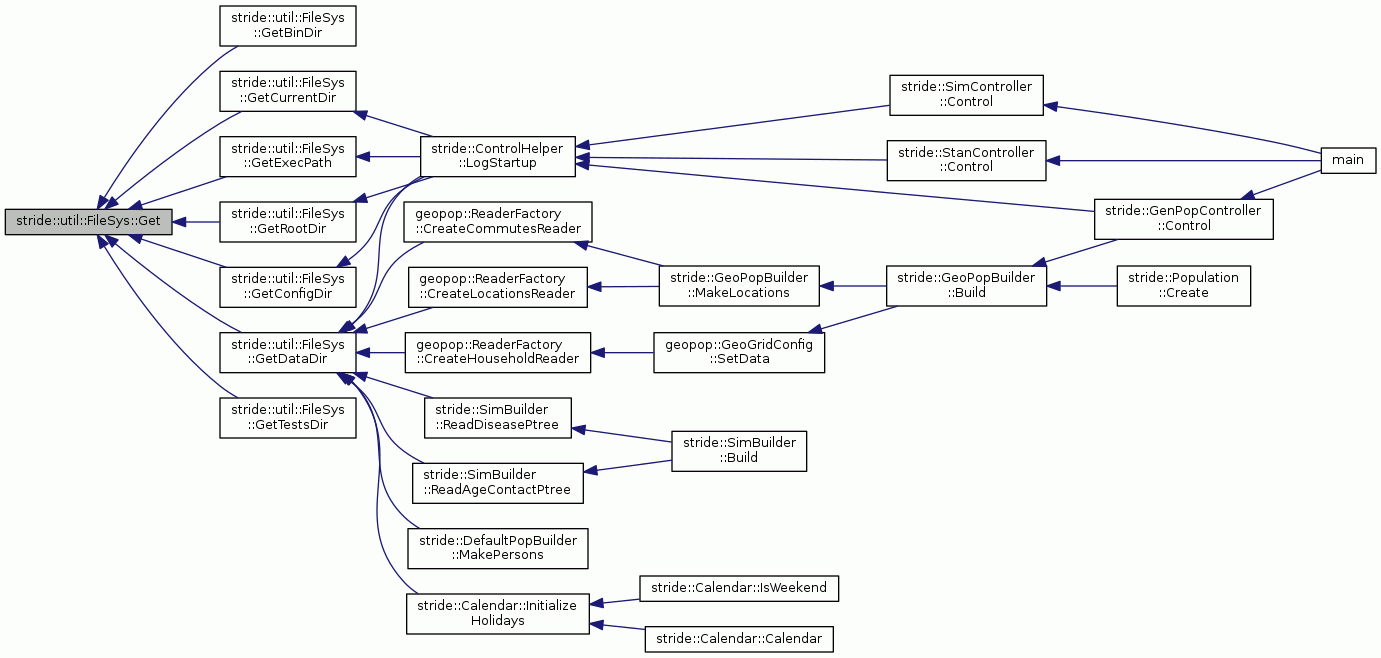 stride::util::FileSys::Get
stride::util::FileSys
::GetBinDir
stride::util::FileSys
::GetCurrentDir
stride::util::FileSys
::GetExecPath
stride::util::FileSys
::GetRootDir
stride::util::FileSys
::GetConfigDir
stride::util::FileSys
::GetDataDir
stride::util::FileSys
::GetTestsDir
stride::ControlHelper
::LogStartup
geopop::ReaderFactory
::CreateCommutesReader
geopop::ReaderFactory
::CreateLocationsReader
geopop::ReaderFactory
::CreateHouseholdReader
stride::SimBuilder
::ReadDiseasePtree
stride::SimBuilder
::ReadAgeContactPtree
stride::DefaultPopBuilder
::MakePersons
stride::Calendar::Initialize
Holidays
stride::GeoPopBuilder
::MakeLocations
geopop::GeoGridConfig
::SetData
stride::SimBuilder
::Build
stride::Calendar::IsWeekend
stride::Calendar::Calendar
stride::SimController
::Control
stride::StanController
::Control
stride::GeoPopBuilder
::Build
stride::GenPopController
::Control
stride::Population
::Create
main